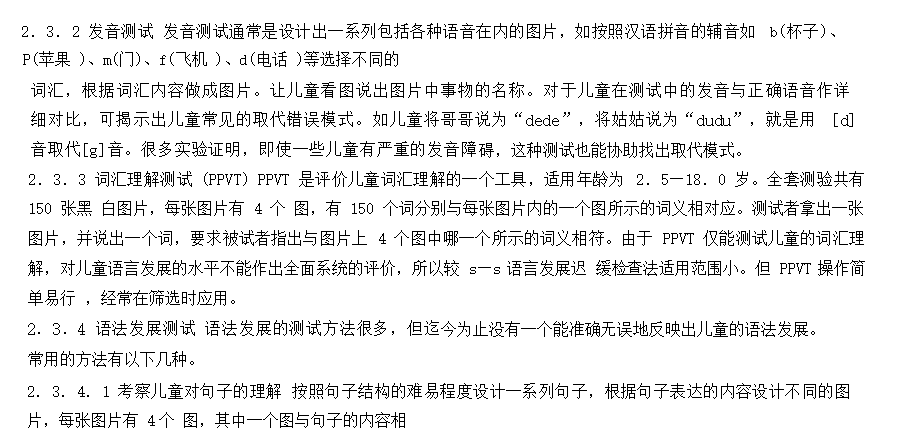 2. 3. 2 发音测试 发音测试通常是设计出一系列包括各种语音在内的图片，如按照汉语拼音的辅音如 b(杯子)、
P(苹果 )、m(门)、f(飞机 )、d(电话 )等选择不同的
词汇，根据词汇内容做成图片。让儿童看图说出图片中事物的名称。对于儿童在测试中的发音与正确语音作详
细对比，可揭示出儿童常见的取代错误模式。如儿童将哥哥说为“dede”，将姑姑说为“dudu”，就是用 [d]
音取代[g]音。很多实验证明，即使一些儿童有严重的发音障碍，这种测试也能协助找出取代模式。
2. 3. 3 词汇理解测试 (PPVT) PPVT 是评价儿童词汇理解的一个工具，适用年龄为 2. 5—18. 0 岁。全套测验共有
150 张黑 白图片，每张图片有 4 个 图，有 150 个词分别与每张图片内的一个图所示的词义相对应。测试者拿出一张
图片，并说出一个词，要求被试者指出与图片上 4 个图中哪一个所示的词义相符。由于 PPVT 仅能测试儿童的词汇理
解，对儿童语言发展的水平不能作出全面系统的评价，所以较 s—s 语言发展迟 缓检查法适用范围小。但 PPVT 操作简
单易行 ，经常在筛选时应用。
2. 3. 4 语法发展测试 语法发展的测试方法很多，但迄今为止没有一个能准确无误地反映出儿童的语法发展。
常用的方法有以下几种。
2. 3. 4. 1 考察儿童对句子的理解 按照句子结构的难易程度设计一系列句子，根据句子表达的内容设计不同的图
片，每张图片有 4 个 图，其中一个图与句子的内容相